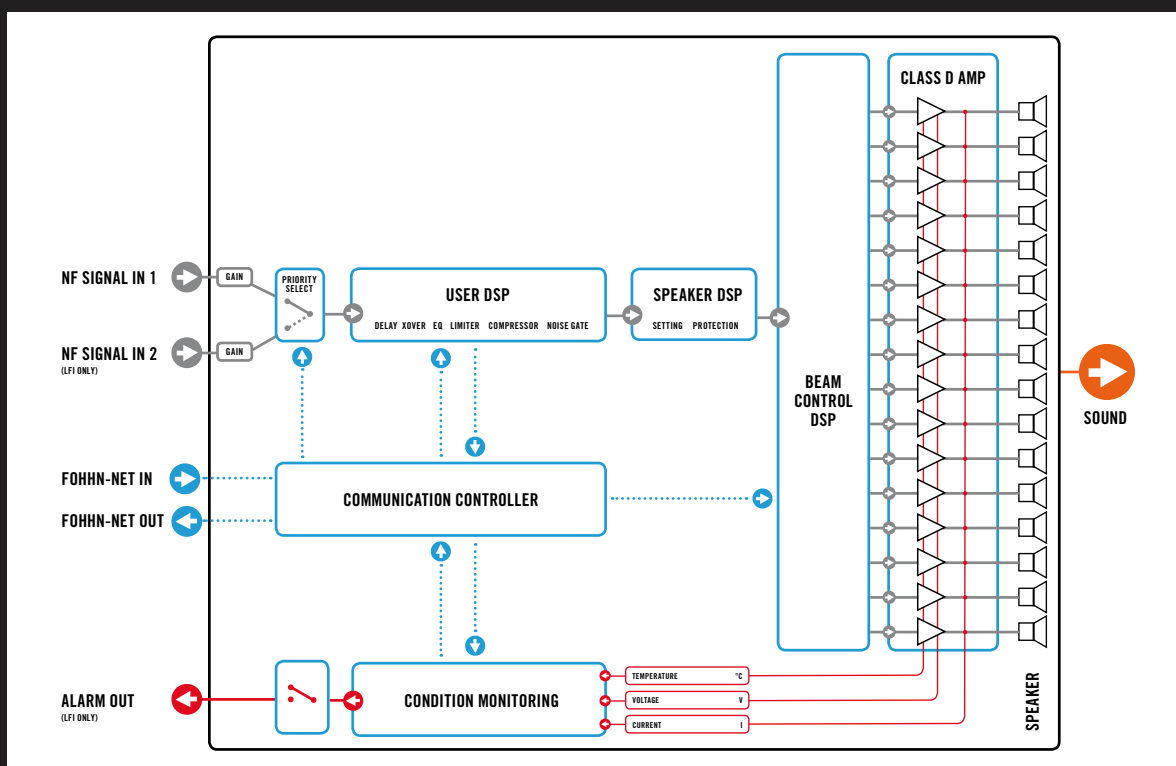 CLASS D AMP
NF SIGNAL IN 1
GAIN
PRIORITY
SELECT
USER DSP
DELAY XOVER EQ LIMITER COMPRESSOR NOISE GATE
SPEAKER DSP
SETTING PROTECTION
NF SIGNAL IN 2
(LFI ONLY)
GAIN
BEAM
CONTROL
DSP
SOUND
FOHHN-NET IN
FOHHN-NET OUT
COMMUNICATION CONTROLLER
ALARM OUT
(LFI ONLY)
CONDITION MONITORING
TEMPERATURE °C
VOLTAGE V
CURRENT I
SPEAKER